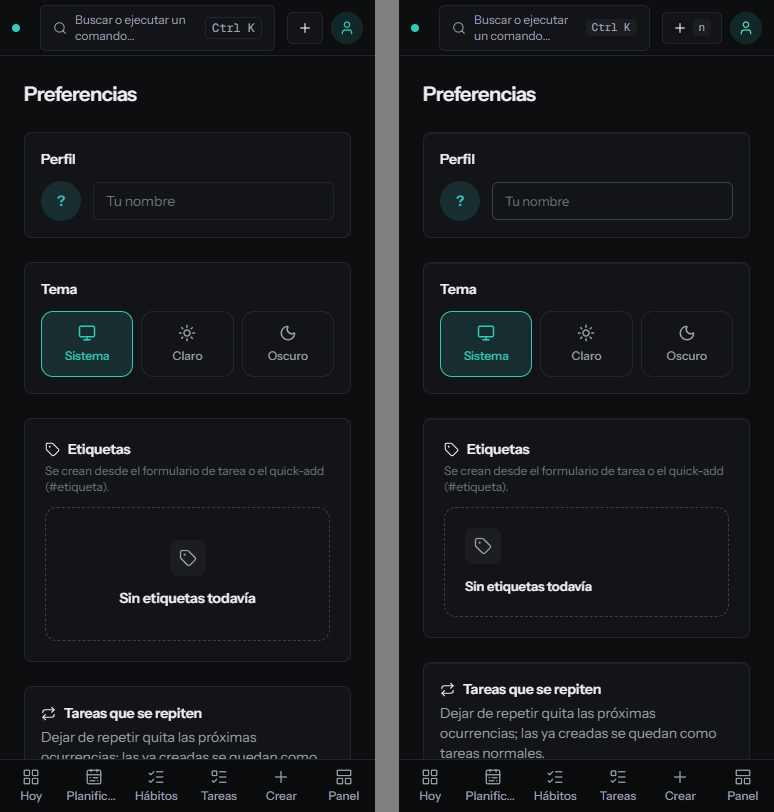 Buscar o ejecutar un
comando...
Ctrl K
Preferencias
Perfil
?
Tu nombre
Tema
Sistema
Claro
Oscuro
Etiquetas
Se crean desde el formulario de tarea o el quick-add
(#etiqueta).
Sin etiquetas todavía
Tareas que se repiten
Dejar de repetir quita las próximas
ocurrencias; las ya creadas se quedan como
Hoy
Planific...
Hábitos
Tareas
Crear
Panel
Buscar o ejecutar
un comando...
Ctrl K
n
Preferencias
Perfil
?
Tu nombre
Tema
Sistema
Claro
Oscuro
Etiquetas
Se crean desde el formulario de tarea o el quick-add
(#etiqueta).
Sin etiquetas todavía
Tareas que se repiten
Dejar de repetir quita las próximas
ocurrencias; las ya creadas se quedan como
tareas normales.
Hoy
Planific...
Hábitos
Tareas
Crear
Panel